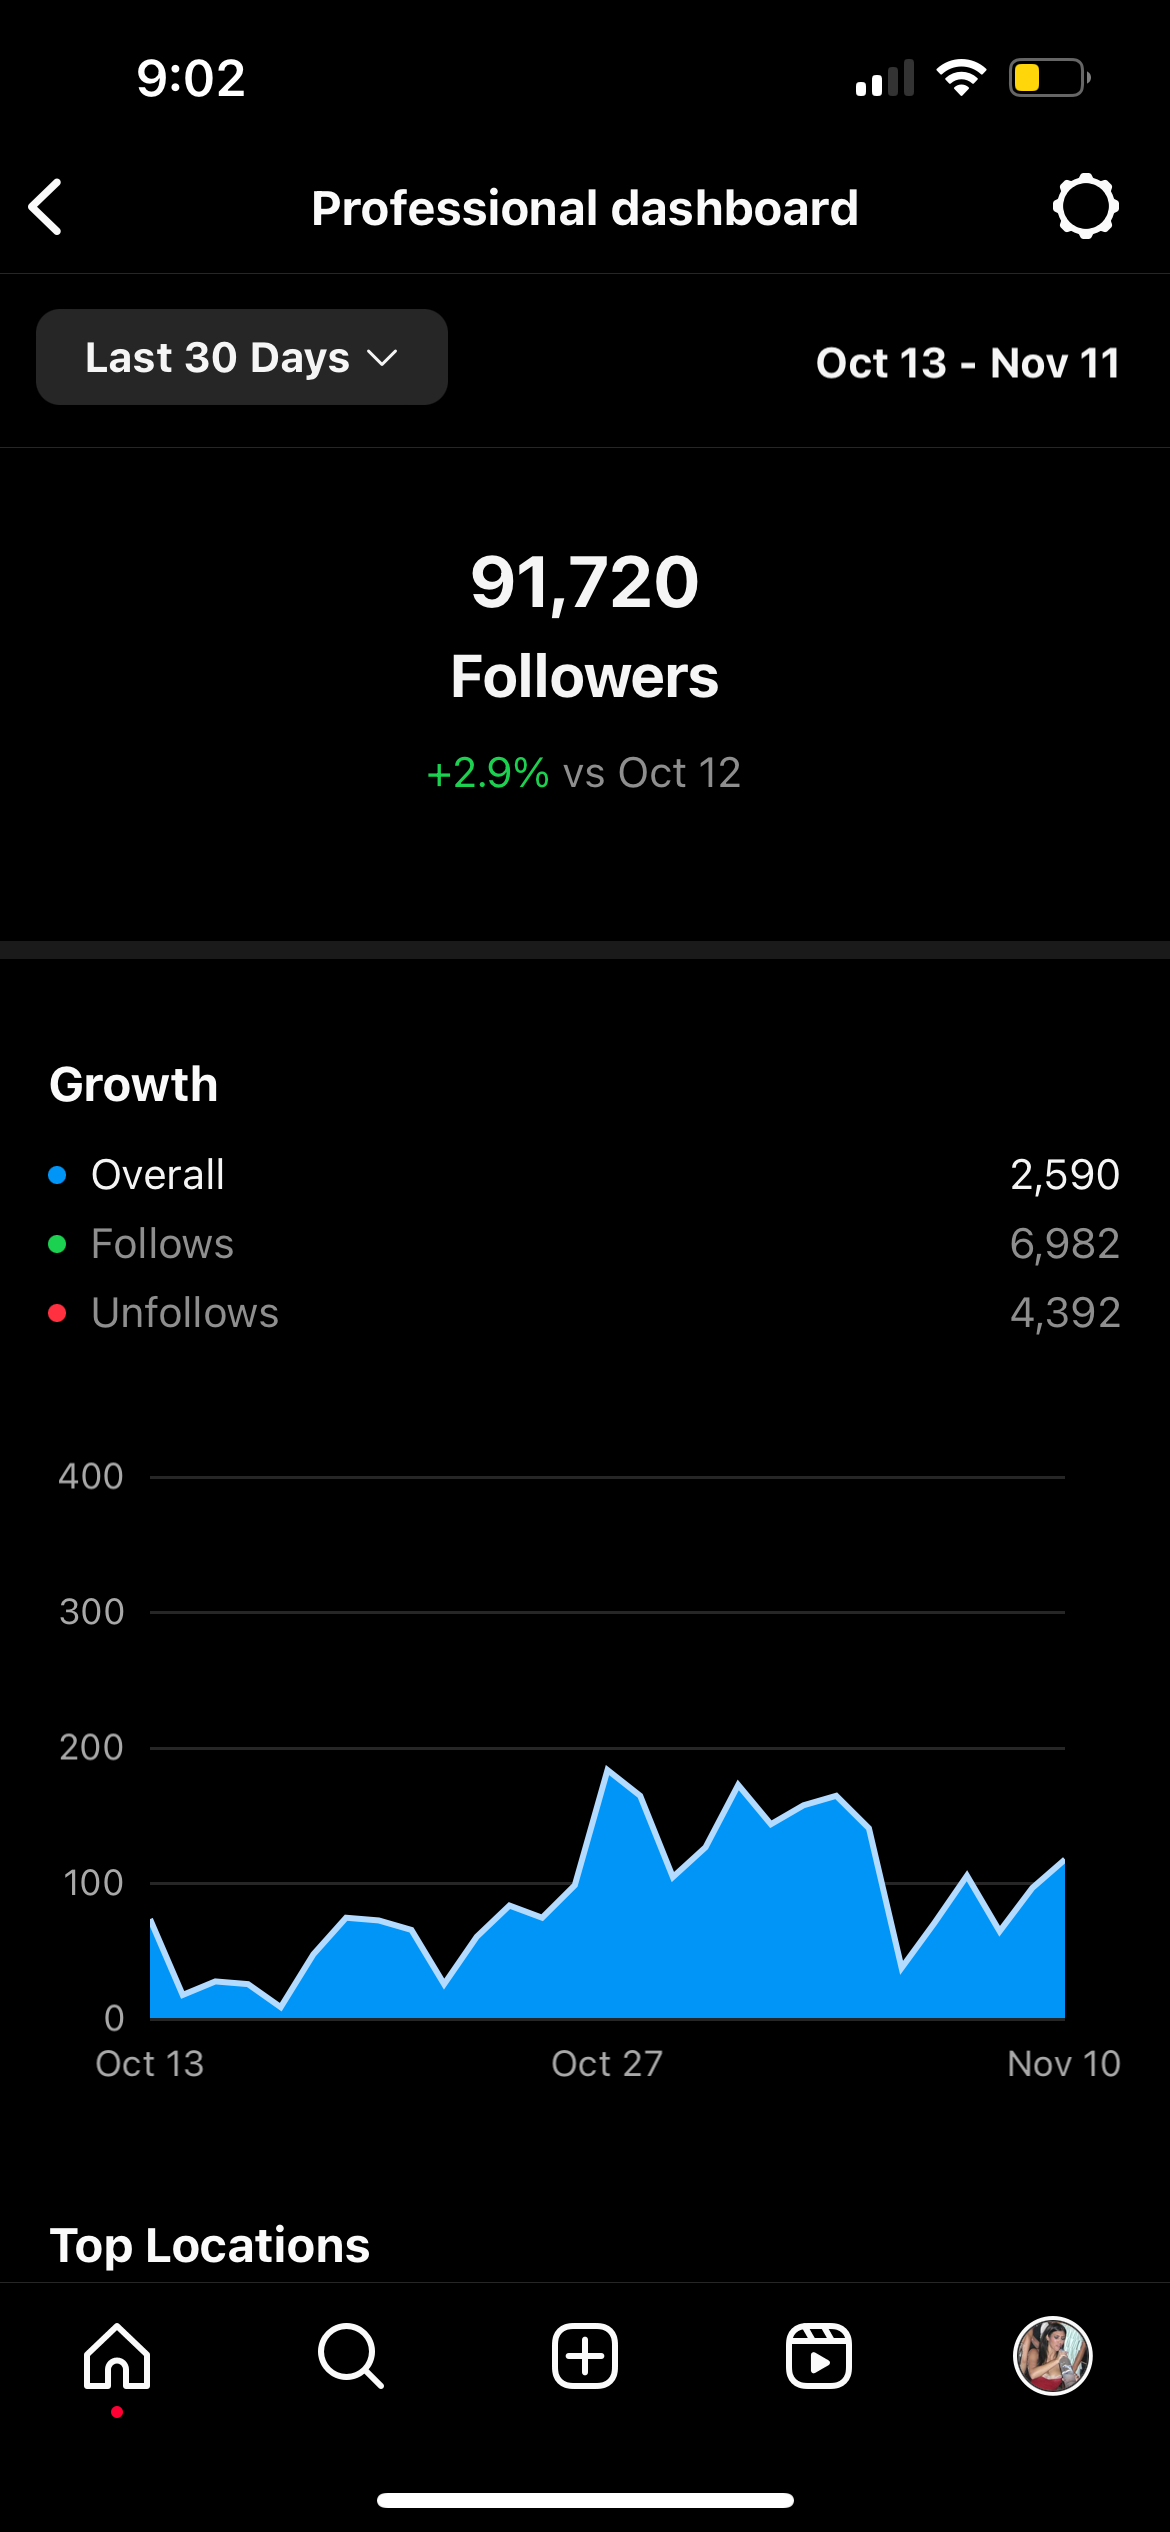 9:02
Professional dashboard
Last 30 Days
Oct 13 - Nov 11
91,720
Followers
+2.9% vs Oct 12
Growth
Overall 2,590
Follows 6,982
Unfollows 4,392
400
300
200
100
0
Oct 13 Oct 27 Nov 10
Top Locations